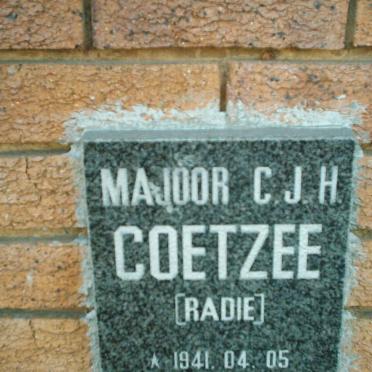 MAJOOR C.J.H.
COETZEE
[RADIE]
★ 1941. 04. 05